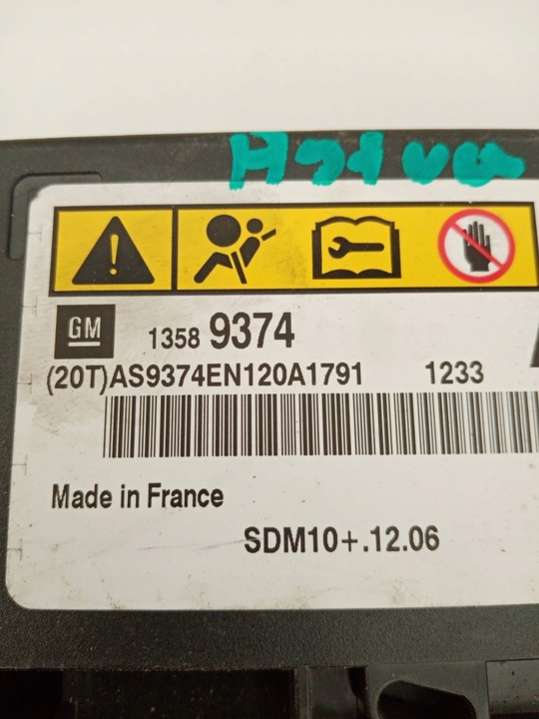 GM 1358 9374
(20T)AS9374EN120A1791 1233
Made in France
SDM10+.12.06